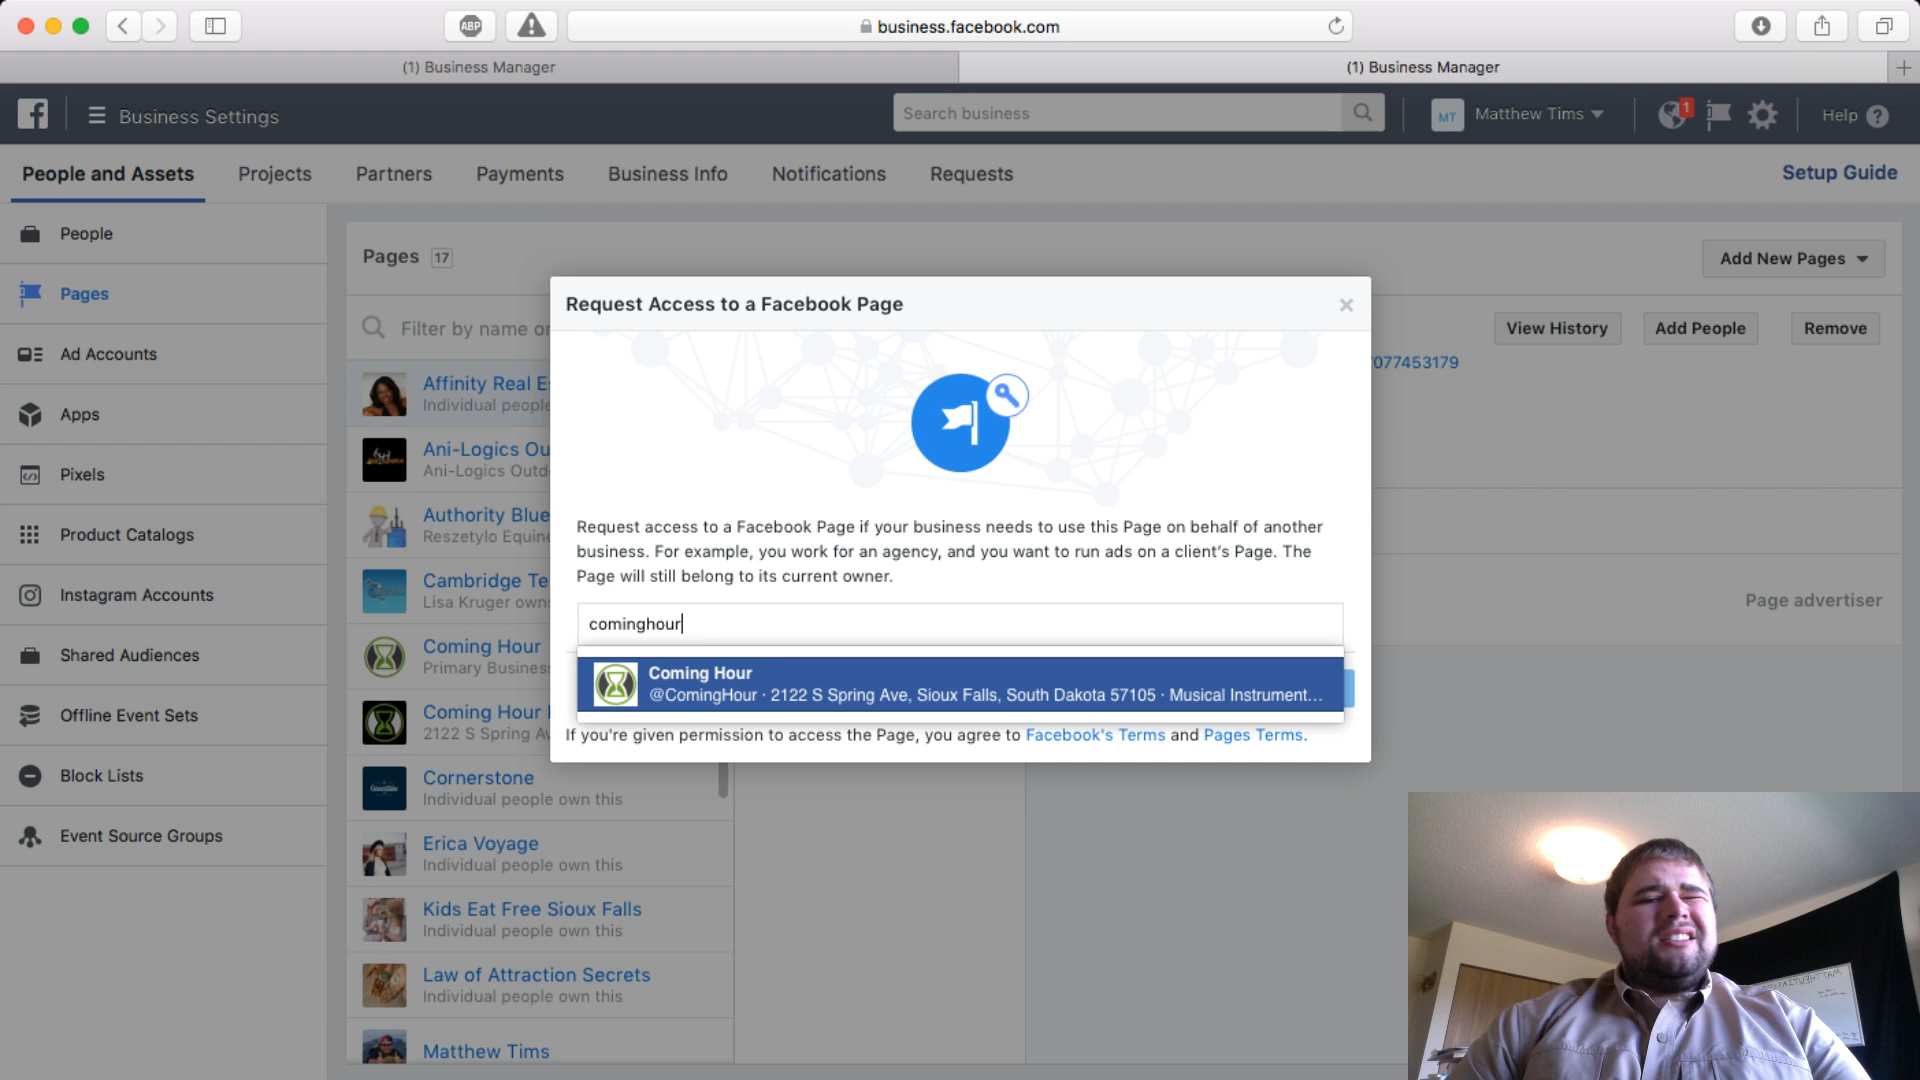 ABP
business.facebook.com
(1) Business Manager
(1) Business Manager
Business Settings
Search business
MT
Matthew Tims
1
Help
People and Assets
Projects
Partners
Payments
Business Info
Notifications
Requests
Setup Guide
People
Pages
Ad Accounts
Apps
Pixels
Product Catalogs
Instagram Accounts
Shared Audiences
Offline Event Sets
Block Lists
Event Source Groups
Pages 17
Add New Pages
Filter by name or
View History
Add People
Remove
077453179
Page advertiser
Affinity Real Es
Individual people
Ani-Logics Ou
Ani-Logics Outd
Authority Blue
Reszetylo Equine
Cambridge Te
Lisa Kruger owns
Coming Hour
Primary Business
Coming Hour
2122 S Spring Av
Cornerstone
Individual people own this
Erica Voyage
Individual people own this
Kids Eat Free Sioux Falls
Individual people own this
Law of Attraction Secrets
Individual people own this
Matthew Tims
Request Access to a Facebook Page
Request access to a Facebook Page if your business needs to use this Page on behalf of another
business. For example, you work for an agency, and you want to run ads on a client's Page. The
Page will still belong to its current owner.
cominghour
Coming Hour
@ComingHour · 2122 S Spring Ave, Sioux Falls, South Dakota 57105 · Musical Instrument...
If you're given permission to access the Page, you agree to Facebook's Terms and Pages Terms.